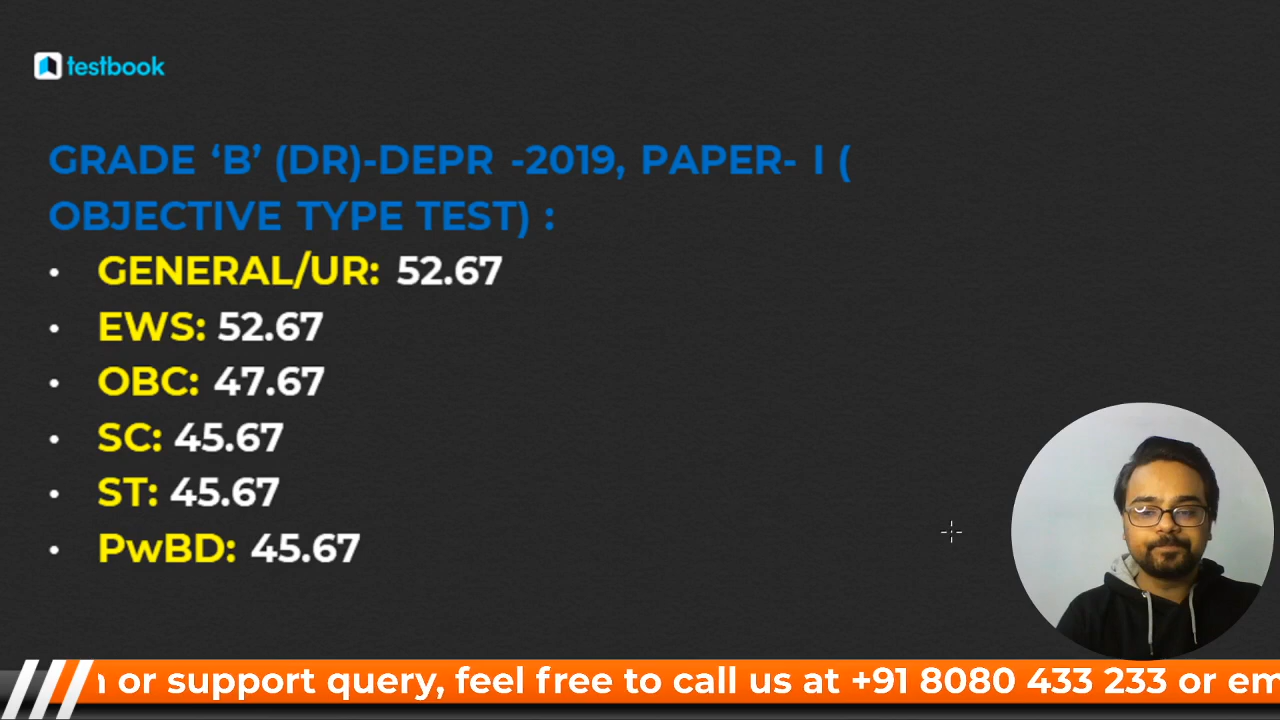 testbook
GRADE ‘B’ (DR)-DEPR -2019, PAPER- I (
OBJECTIVE TYPE TEST) :
• GENERAL/UR: 52.67
• EWS: 52.67
• OBC: 47.67
• SC: 45.67
• ST: 45.67
• PwBD: 45.67
or support query, feel free to call us at +91 8080 433 233 or em